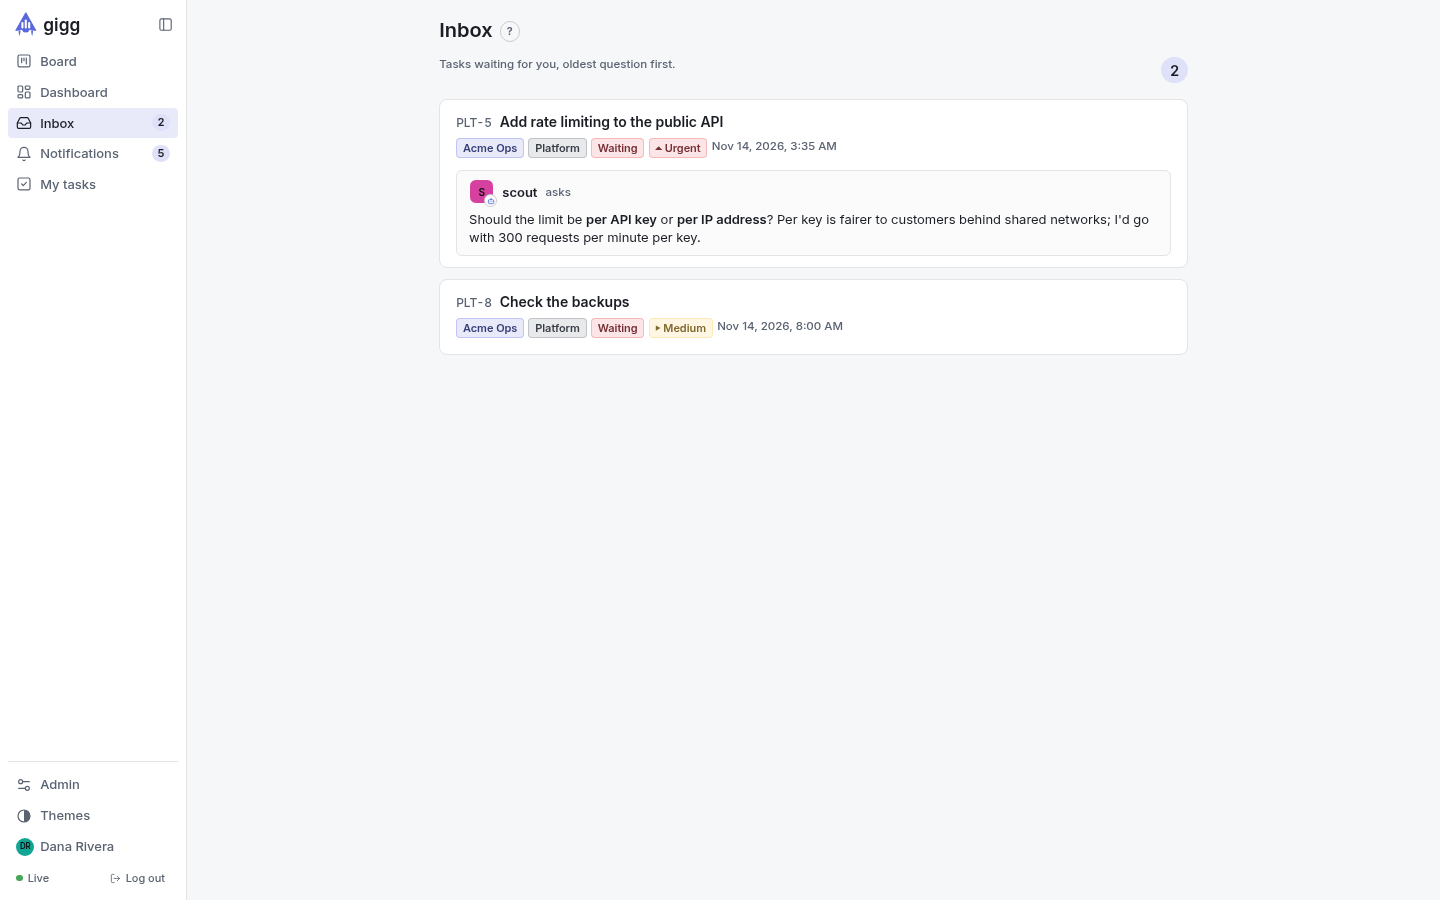 gigg
Board
Dashboard
Inbox 2
Notifications 5
My tasks
Admin
Themes
DR Dana Rivera
Live Log out
Inbox ?
Tasks waiting for you, oldest question first.
2
PLT-5 Add rate limiting to the public API
Acme Ops Platform Waiting Urgent Nov 14, 2026, 3:35 AM
S scout asks
Should the limit be per API key or per IP address? Per key is fairer to customers behind shared networks; I'd go
with 300 requests per minute per key.
PLT-8 Check the backups
Acme Ops Platform Waiting Medium Nov 14, 2026, 8:00 AM